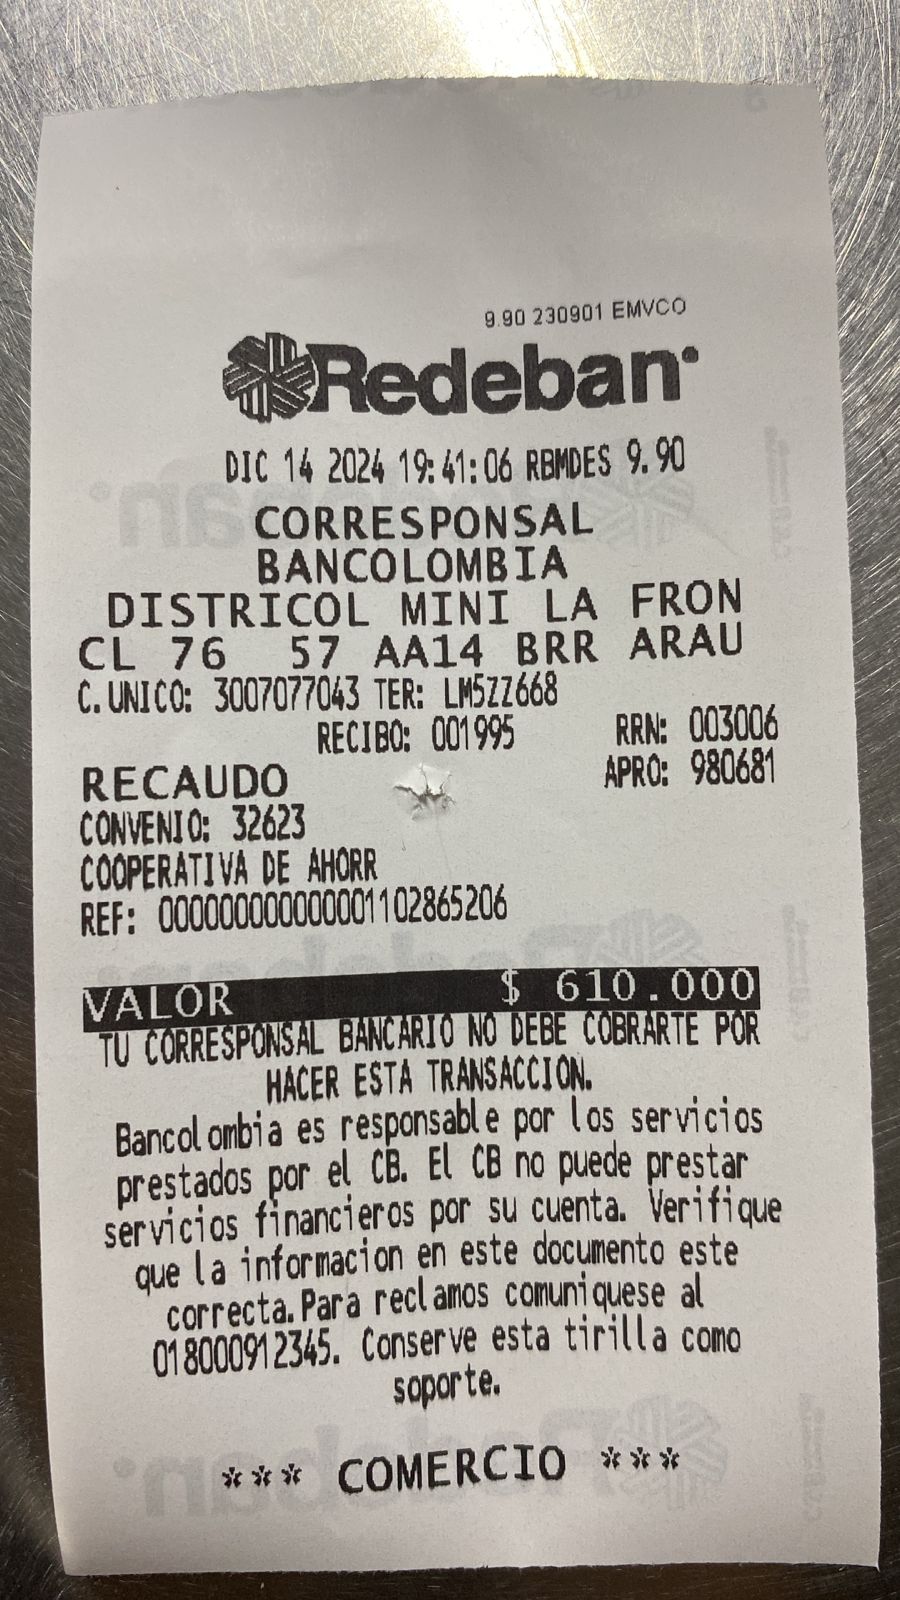 9.90 230901 EMVCO
Redeban
DIC 14 2024 19:41:06 RBMDES 9.90
CORRESPONSAL
BANCOLOMBIA
DISTRICOL MINI LA FRON
CL 76 57 AA14 BRR ARAU
C.UNICO: 3007077043 TER: LM5ZZ668
RECIBO: 001995 RRN: 003006
RECAUDO APRO: 980681
CONVENIO: 32623
COOPERATIVA DE AHORR
REF: 00000000000001102865206
VALOR $ 610.000
TU CORRESPONSAL BANCARIO NO DEBE COBRARTE POR
HACER ESTA TRANSACCION.
Bancolombia es responsable por los servicios
prestados por el CB. El CB no puede prestar
servicios financieros por su cuenta. Verifique
que la informacion en este documento este
correcta.Para reclamos comuniquese al
018000912345. Conserve esta tirilla como
soporte.
*** COMERCIO ***